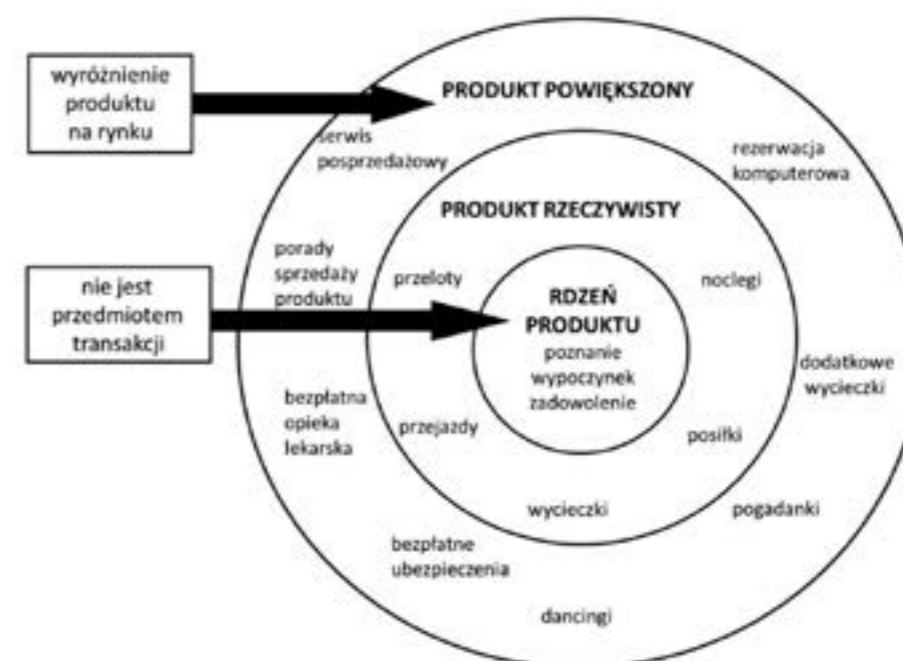 wyróżnienie
produktu
na rynku
PRODUKT POWIĘKSZONY
serwis
posprzedażowy
rezerwacja
komputerowa
PRODUKT RZECZYWISTY
porady
sprzedaży
produktu
przeloty
noclegi
nie jest
przedmiotem
transakcji
RDZEŃ
PRODUKTU
poznanie
wypoczynek
zadowolenie
dodatkowe
wycieczki
bezpłatna
opieka
lekarska
przejazdy
posiłki
wycieczki
pogadanki
bezpłatne
ubezpieczenia
dancingi